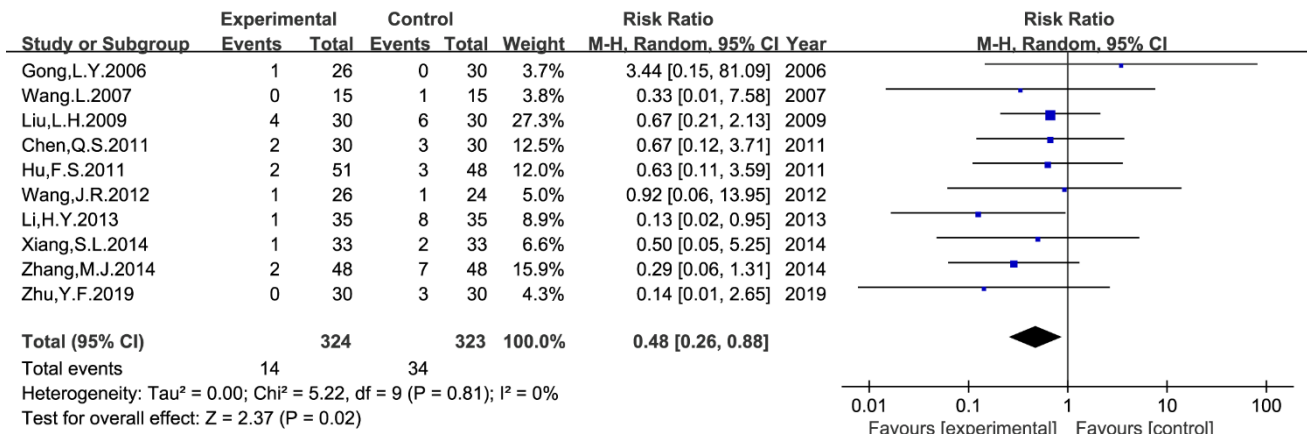 Experimental Control Risk Ratio Risk Ratio
Study or Subgroup Events Total Events Total Weight M-H, Random, 95% CI Year M-H, Random, 95% CI
Gong,L.Y.2006 1 26 0 30 3.7% 3.44 [0.15, 81.09] 2006
Wang.L.2007 0 15 1 15 3.8% 0.33 [0.01, 7.58] 2007
Liu,L.H.2009 4 30 6 30 27.3% 0.67 [0.21, 2.13] 2009
Chen,Q.S.2011 2 30 3 30 12.5% 0.67 [0.12, 3.71] 2011
Hu,F.S.2011 2 51 3 48 12.0% 0.63 [0.11, 3.59] 2011
Wang,J.R.2012 1 26 1 24 5.0% 0.92 [0.06, 13.95] 2012
Li,H.Y.2013 1 35 8 35 8.9% 0.13 [0.02, 0.95] 2013
Xiang,S.L.2014 1 33 2 33 6.6% 0.50 [0.05, 5.25] 2014
Zhang,M.J.2014 2 48 7 48 15.9% 0.29 [0.06, 1.31] 2014
Zhu,Y.F.2019 0 30 3 30 4.3% 0.14 [0.01, 2.65] 2019
Total (95% CI) 324 323 100.0% 0.48 [0.26, 0.88]
Total events 14 34
Heterogeneity: Tau² = 0.00; Chi² = 5.22, df = 9 (P = 0.81); I² = 0%
Test for overall effect: Z = 2.37 (P = 0.02)
0.01 0.1 1 10 100
Favours [experimental] Favours [control]